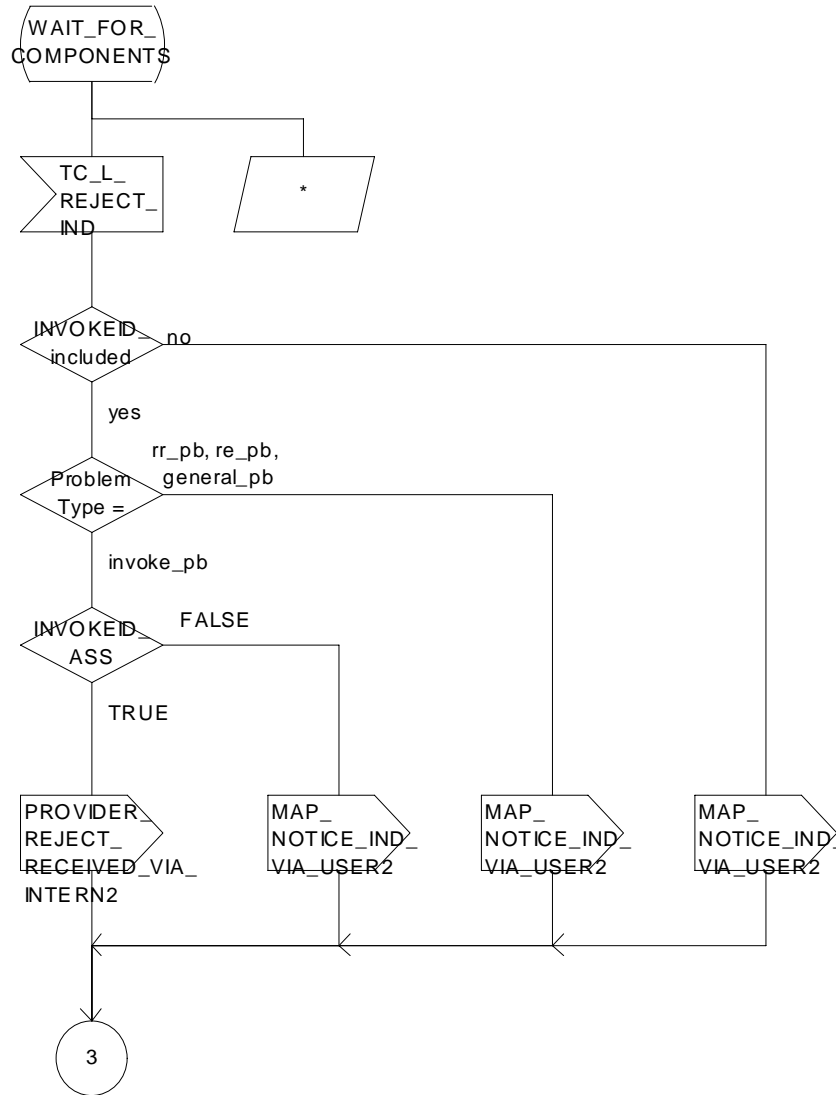 WAIT_FOR_
COMPONENTS
TC_L_
REJECT_
IND
*
INVOKEID_
included
no
yes
rr_pb, re_pb,
general_pb
Problem
Type =
invoke_pb
INVOKEID_
ASS
FALSE
TRUE
PROVIDER_
REJECT_
RECEIVED_VIA_
INTERN2
MAP_
NOTICE_IND_
VIA_USER2
MAP_
NOTICE_IND_
VIA_USER2
MAP_
NOTICE_IND_
VIA_USER2
3